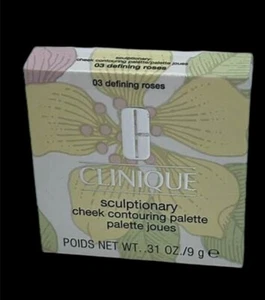 sculptionary
cheek contouring palette/palette joues
03 defining roses
03 defining roses
C
CLINIQUE
sculptionary
cheek contouring palette
palette joues
POIDS NET WT. .31 OZ./9 g e